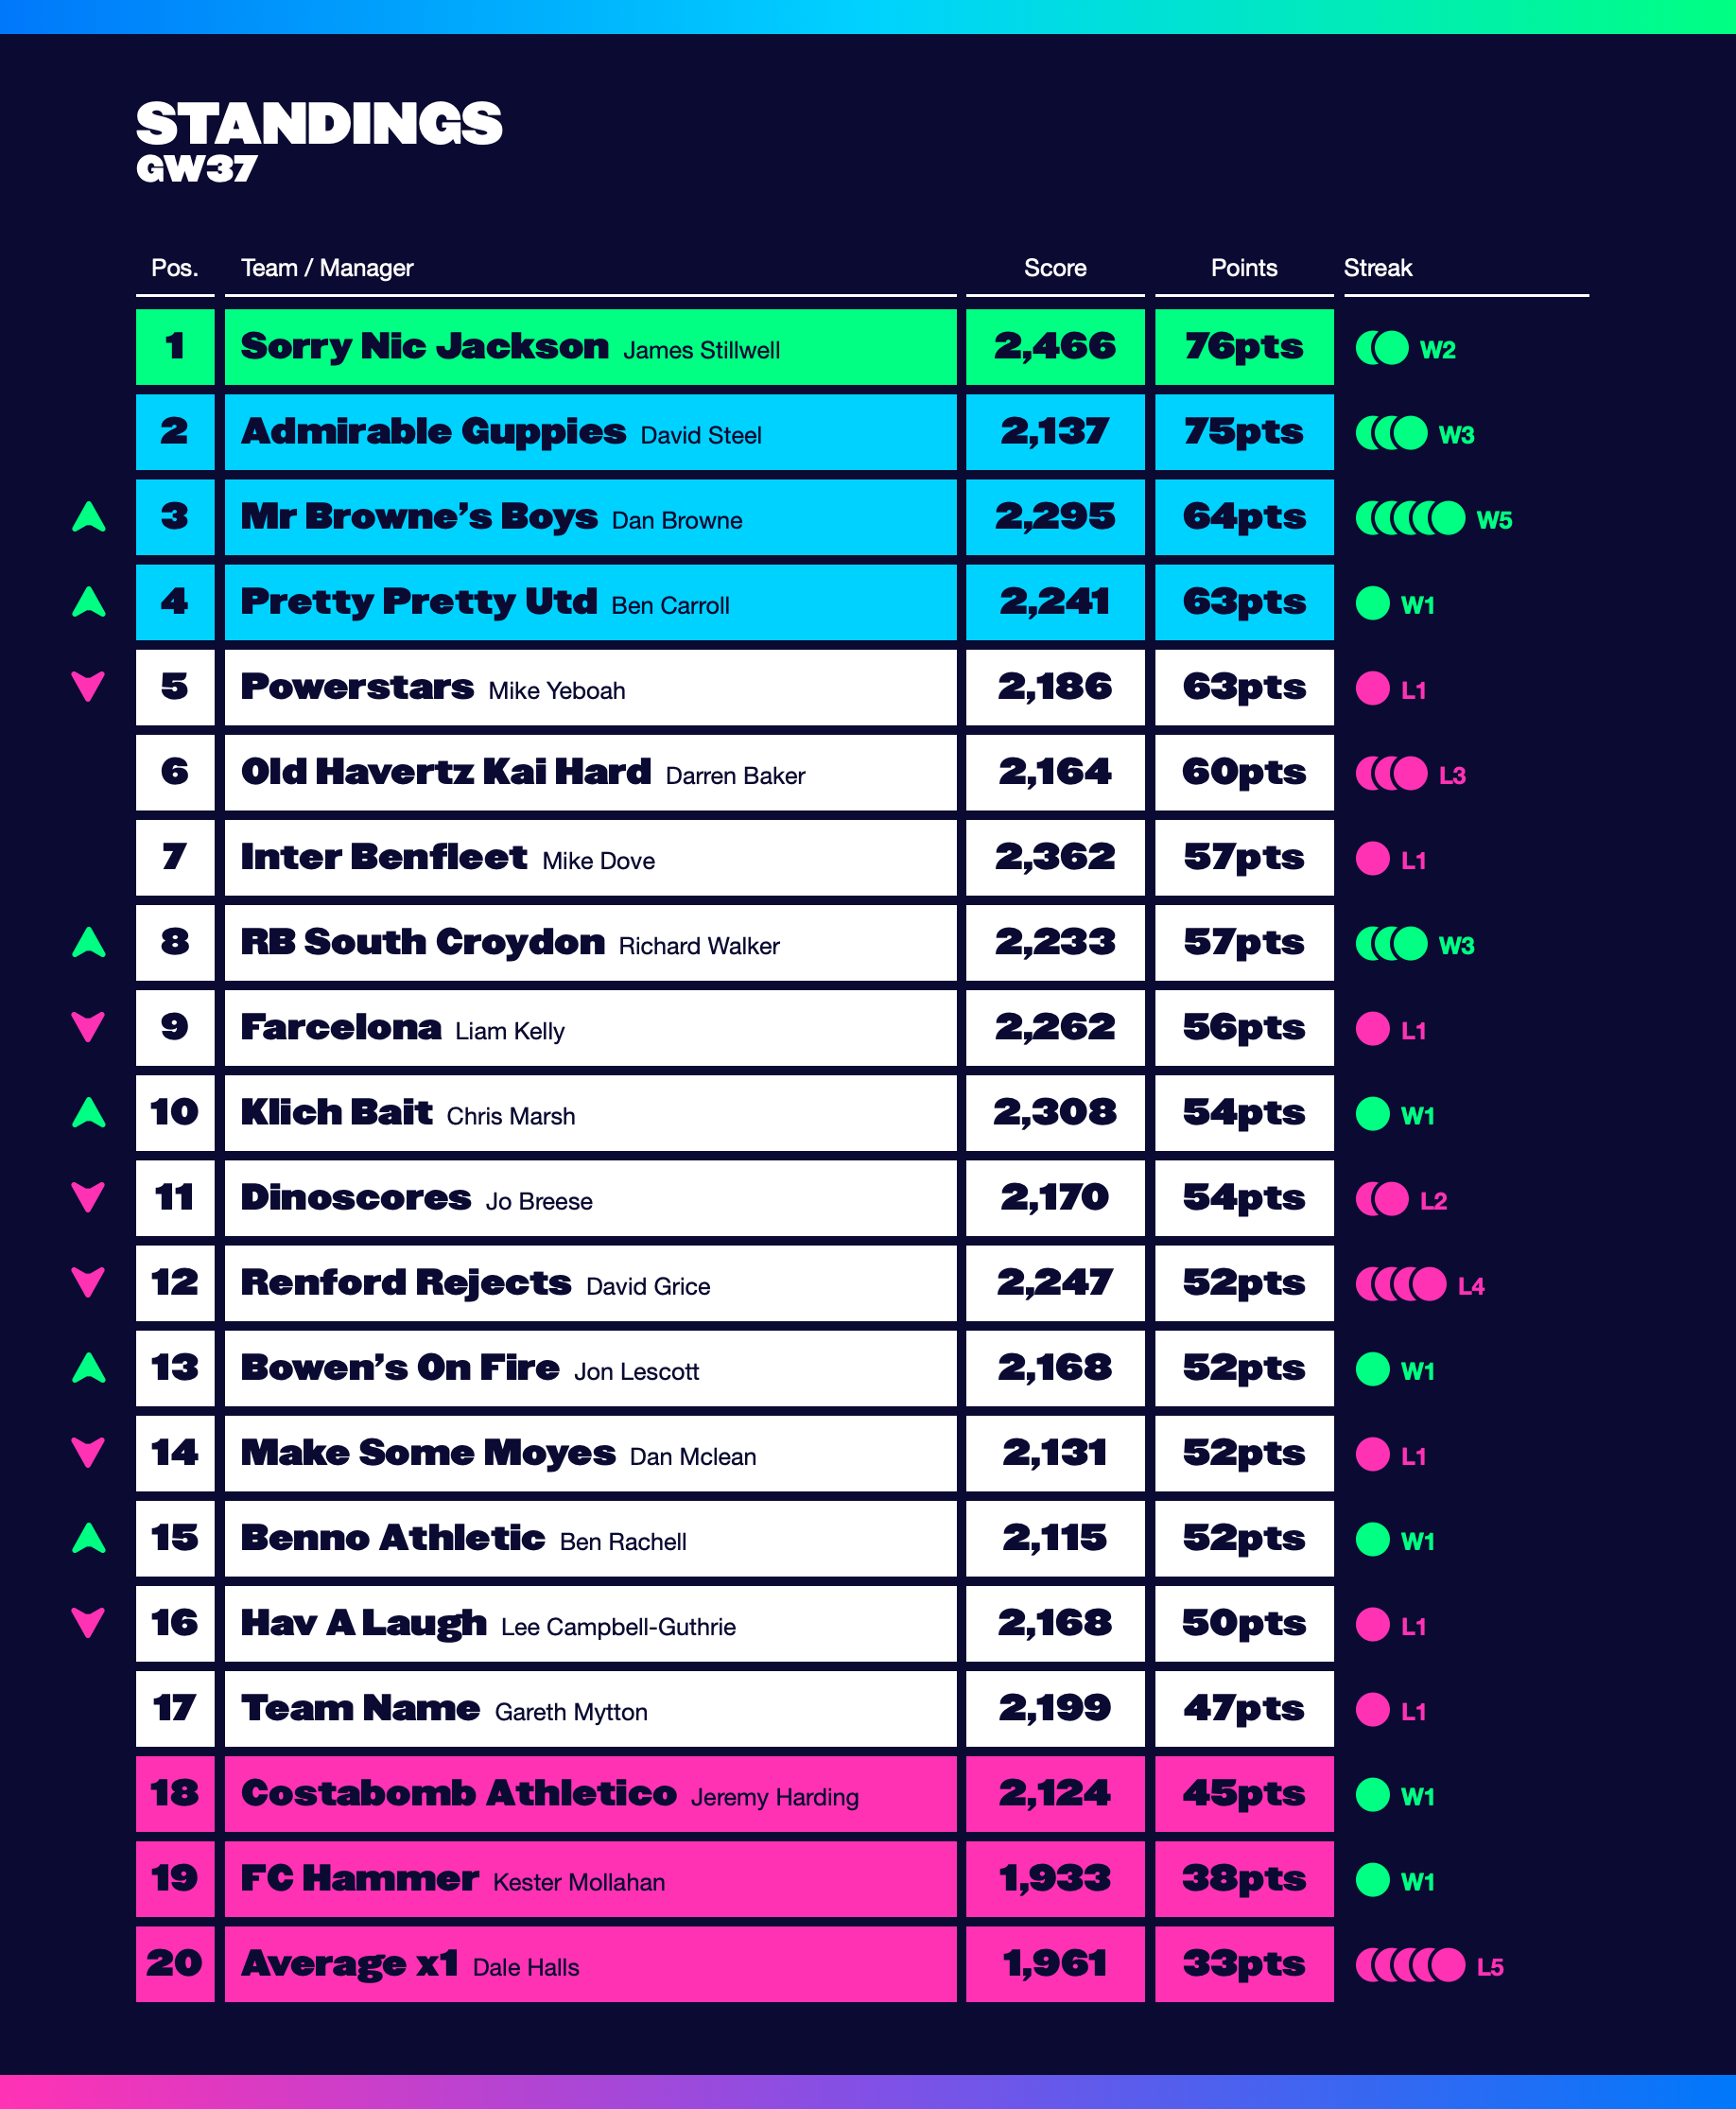 STANDINGS
GW37
Pos. Team / Manager Score Points Streak
1 Sorry Nic Jackson James Stillwell 2,466 76pts W2
2 Admirable Guppies David Steel 2,137 75pts W3
3 Mr Browne’s Boys Dan Browne 2,295 64pts W5
4 Pretty Pretty Utd Ben Carroll 2,241 63pts W1
5 Powerstars Mike Yeboah 2,186 63pts L1
6 Old Havertz Kai Hard Darren Baker 2,164 60pts L3
7 Inter Benfleet Mike Dove 2,362 57pts L1
8 RB South Croydon Richard Walker 2,233 57pts W3
9 Farcelona Liam Kelly 2,262 56pts L1
10 Klich Bait Chris Marsh 2,308 54pts W1
11 Dinoscores Jo Breese 2,170 54pts L2
12 Renford Rejects David Grice 2,247 52pts L4
13 Bowen’s On Fire Jon Lescott 2,168 52pts W1
14 Make Some Moyes Dan Mclean 2,131 52pts L1
15 Benno Athletic Ben Rachell 2,115 52pts W1
16 Hav A Laugh Lee Campbell-Guthrie 2,168 50pts L1
17 Team Name Gareth Mytton 2,199 47pts L1
18 Costabomb Athletico Jeremy Harding 2,124 45pts W1
19 FC Hammer Kester Mollahan 1,933 38pts W1
20 Average x1 Dale Halls 1,961 33pts L5